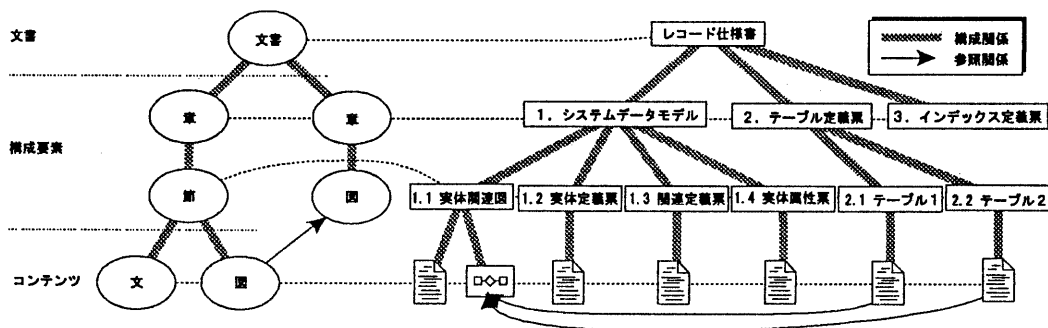 文書
構成要素
コンテンツ
文書
章
章
節
図
文
図
レコード仕様書
構成関係
参照関係
1. システムデータモデル
2. テーブル定義票
3. インデックス定義票
1.1 実体関連図
1.2 実体定義票
1.3 関連定義票
1.4 実体属性票
2.1 テーブル1
2.2 テーブル2